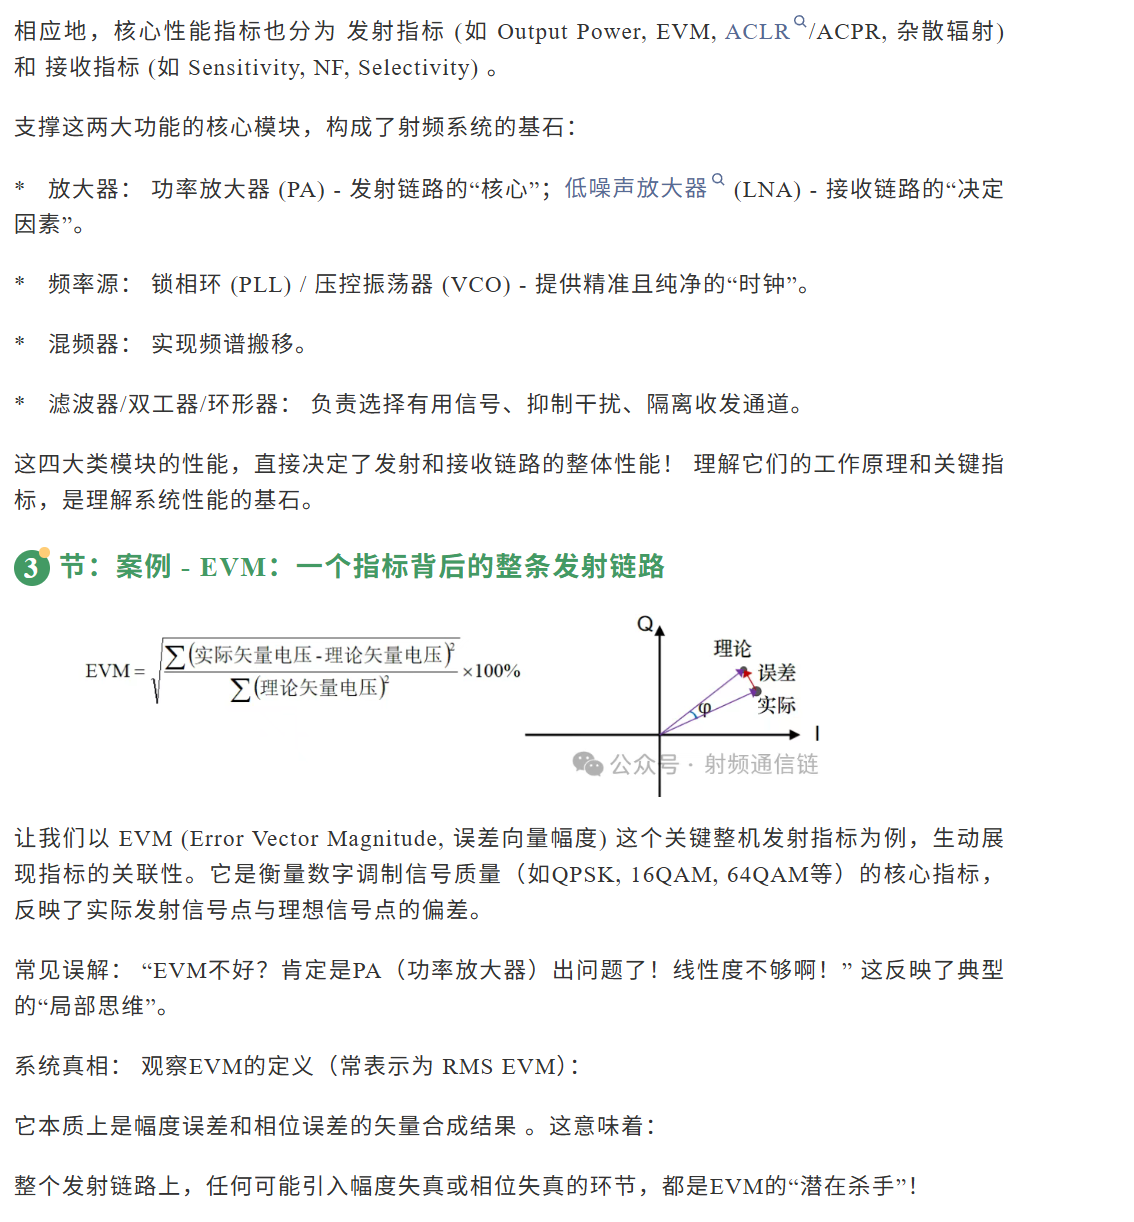 相应地，核心性能指标也分为 发射指标 (如 Output Power, EVM, ACLR/ACPR, 杂散辐射)
和 接收指标 (如 Sensitivity, NF, Selectivity) 。
支撑这两大功能的核心模块，构成了射频系统的基石：
* 放大器： 功率放大器 (PA) - 发射链路的“核心”；低噪声放大器 (LNA) - 接收链路的“决定
因素”。
* 频率源： 锁相环 (PLL) / 压控振荡器 (VCO) - 提供精准且纯净的“时钟”。
* 混频器： 实现频谱搬移。
* 滤波器/双工器/环形器： 负责选择有用信号、抑制干扰、隔离收发通道。
这四大类模块的性能，直接决定了发射和接收链路的整体性能！ 理解它们的工作原理和关键指
标，是理解系统性能的基石。
3 节：案例 - EVM：一个指标背后的整条发射链路
EVM = √(∑(实际矢量电压-理论矢量电压)² / ∑(理论矢量电压)²) ×100%
Q
理论
误差
实际
φ
I
公众号 · 射频通信链
让我们以 EVM (Error Vector Magnitude, 误差向量幅度) 这个关键整机发射指标为例，生动展
现指标的关联性。它是衡量数字调制信号质量（如QPSK, 16QAM, 64QAM等）的核心指标，
反映了实际发射信号点与理想信号点的偏差。
常见误解： “EVM不好？肯定是PA（功率放大器）出问题了！线性度不够啊！” 这反映了典型
的“局部思维”。
系统真相： 观察EVM的定义（常表示为 RMS EVM）：
它本质上是幅度误差和相位误差的矢量合成结果 。这意味着：
整个发射链路上，任何可能引入幅度失真或相位失真的环节，都是EVM的“潜在杀手”！